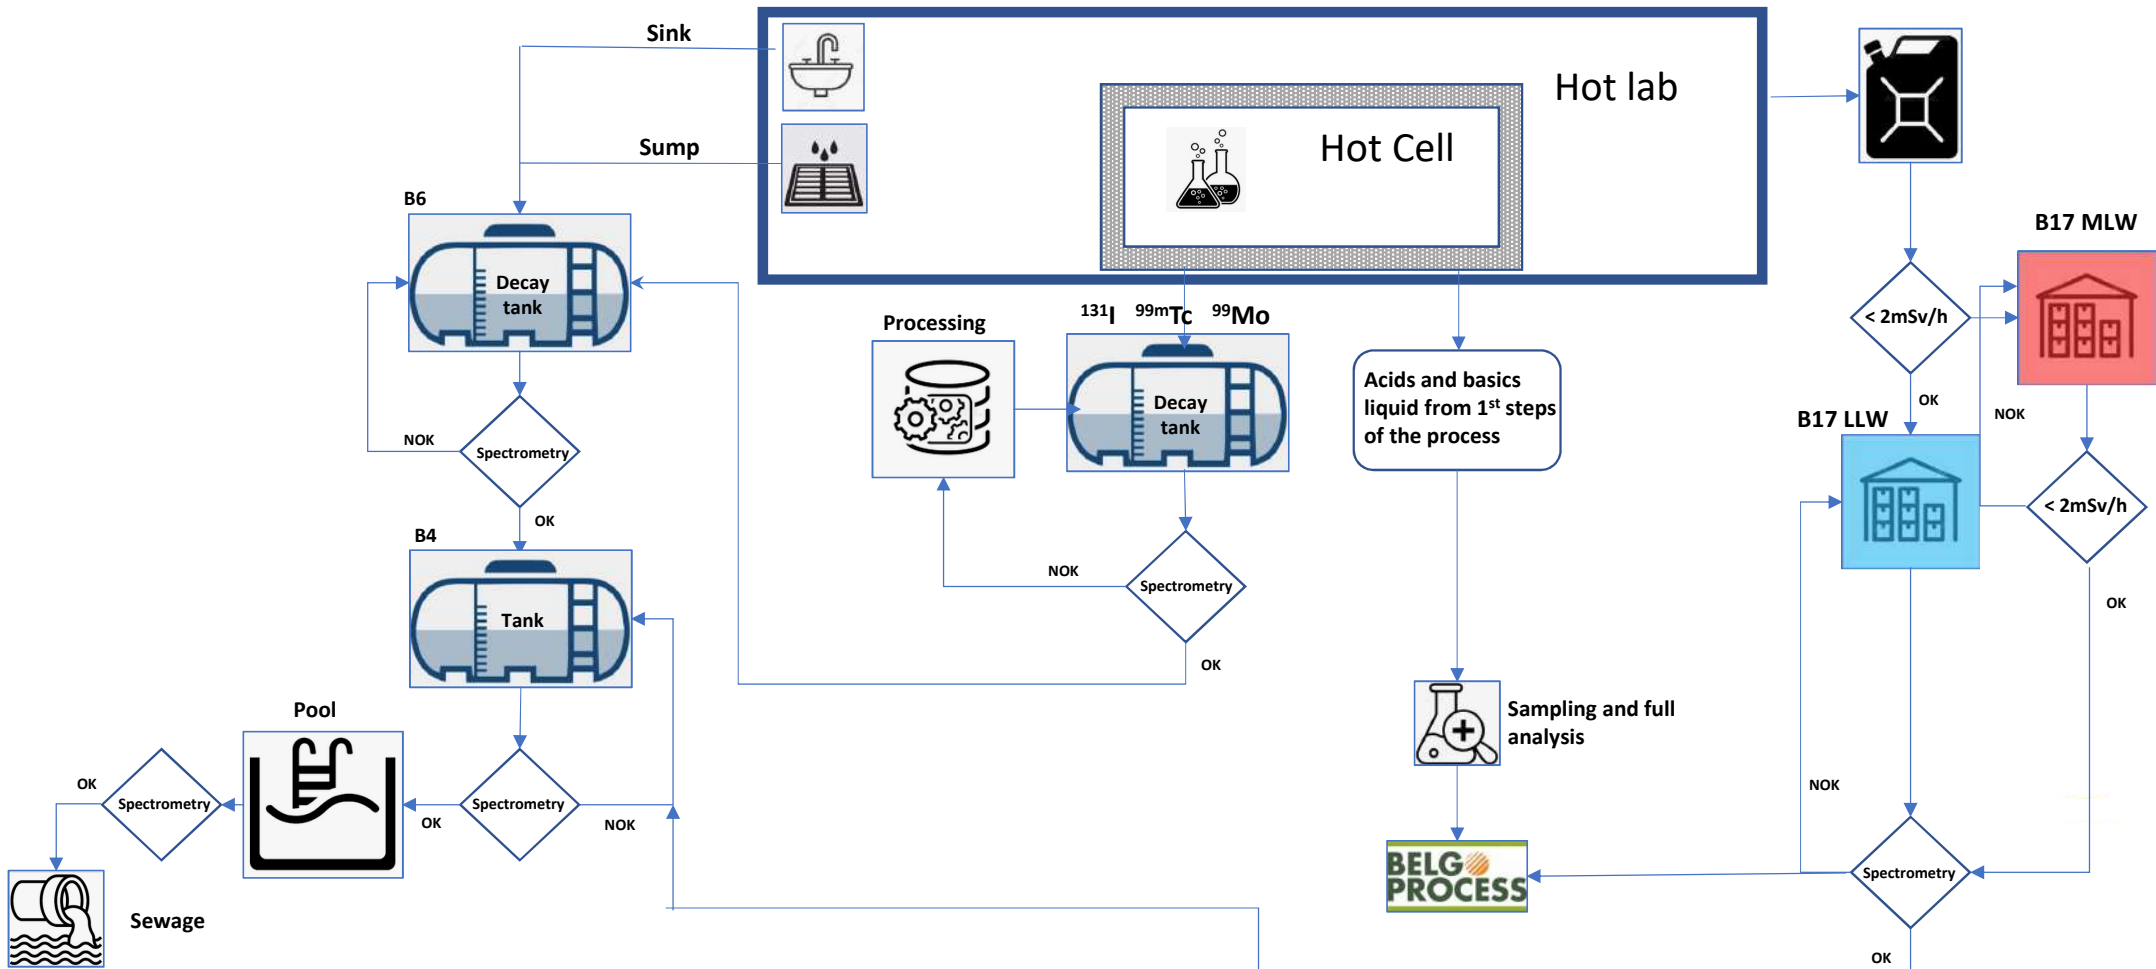 Sink
Hot lab
Hot Cell
Sump
B6
Decay
tank
NOK
Spectrometry
OK
B4
Tank
Pool
OK
Spectrometry
OK
Spectrometry
NOK
Sewage
Processing
131I 99mTc 99Mo
Decay
tank
NOK
Spectrometry
OK
Acids and basics
liquid from 1st steps
of the process
Sampling and full
analysis
BELGOPROCESS
B17 MLW
< 2mSv/h
OK
NOK
B17 LLW
< 2mSv/h
OK
NOK
Spectrometry
OK